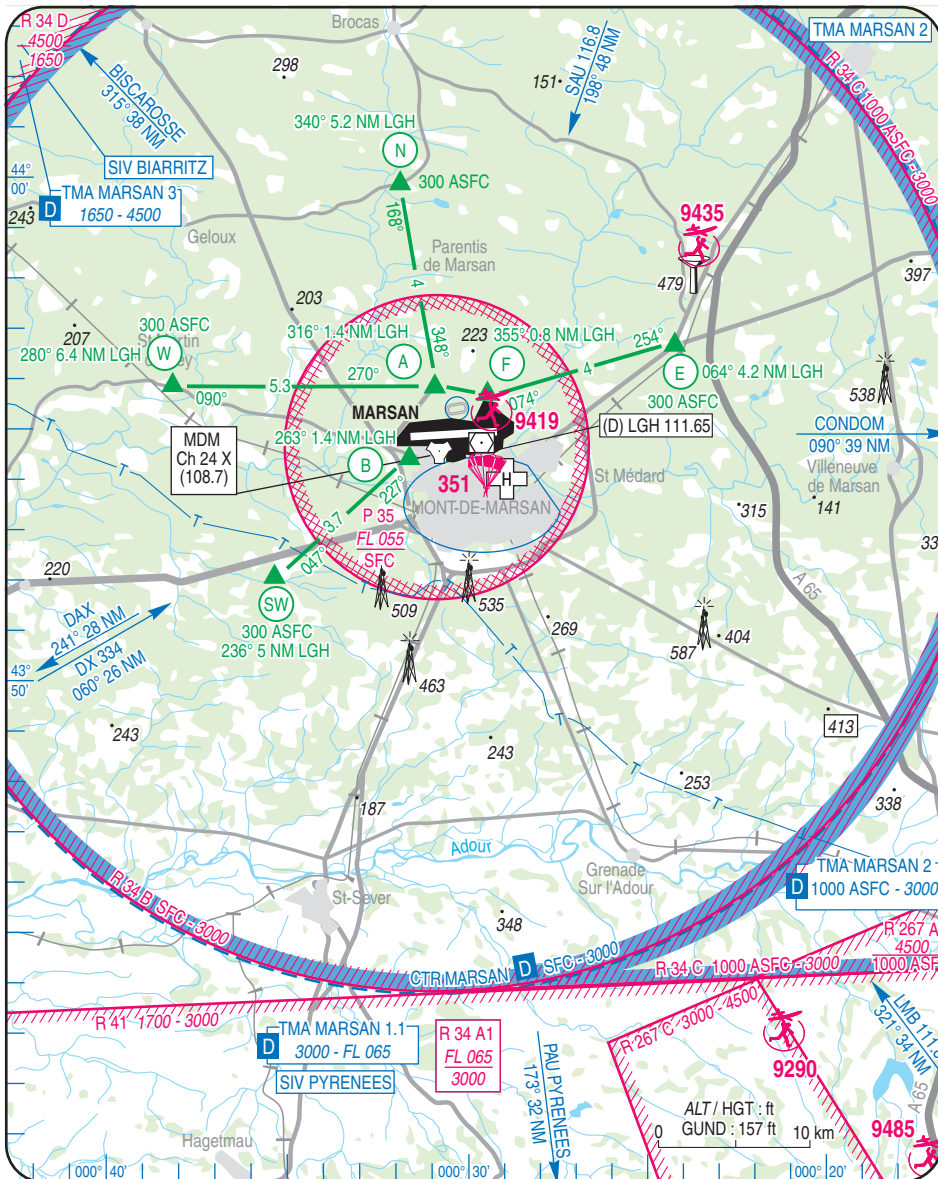 R 34 D
4500
1650
Brocas
TMA MARSAN 2
298
151
SAU 116.8
198° 48 NM
BISCAROSSE
315° 38 NM
R 34 C 1000 ASFC - 3000
340° 5.2 NM LGH
N
300 ASFC
SIV BIARRITZ
44°
00'
TMA MARSAN 3
D
1650 - 4500
243
Geloux
168°
Parentis
de Marsan
9435
479
397
203
207
300 ASFC
280° 6.4 NM LGH
W
316° 1.4 NM LGH
348°
4
223
355° 0.8 NM LGH
254°
A
F
E
064° 4.2 NM LGH
300 ASFC
090°
5.3
270°
4
074°
538
MARSAN
9419
(D) LGH 111.65
CONDOM
090° 39 NM
MDM
Ch 24 X
(108.7)
263° 1.4 NM LGH
B
227°
351
H
St Médard
Villeneuve
de Marsan
MONT-DE-MARSAN
141
315
T
T
3.7
047°
P 35
FL 055
SFC
33
220
A 65
SW
300 ASFC
236° 5 NM LGH
509
535
269
404
587
DAX
241° 28 NM
DX 334
060° 26 NM
43°
50'
463
T
T
T
243
243
413
253
338
187
Adour
Grenade
Sur l'Adour
TMA MARSAN 2
D
1000 ASFC - 3000
St-Sever
348
R 34 B SFC - 3000
CTR MARSAN D SFC - 3000
R 267 A
4500
1000 ASF
R 34 C 1000 ASFC - 3000
R 41 1700 - 3000
TMA MARSAN 1.1
D
3000 - FL 065
SIV PYRENEES
R 34 A1
FL 065
3000
PAU PYRENEES
173° 32 NM
R 267 C 3000 - 4500
LMB 111.
321° 34 NM
9290
A 65
ALT / HGT : ft
GUND : 157 ft
0
10 km
9485
Hagetmau
000° 40'
000° 30'
000° 20'